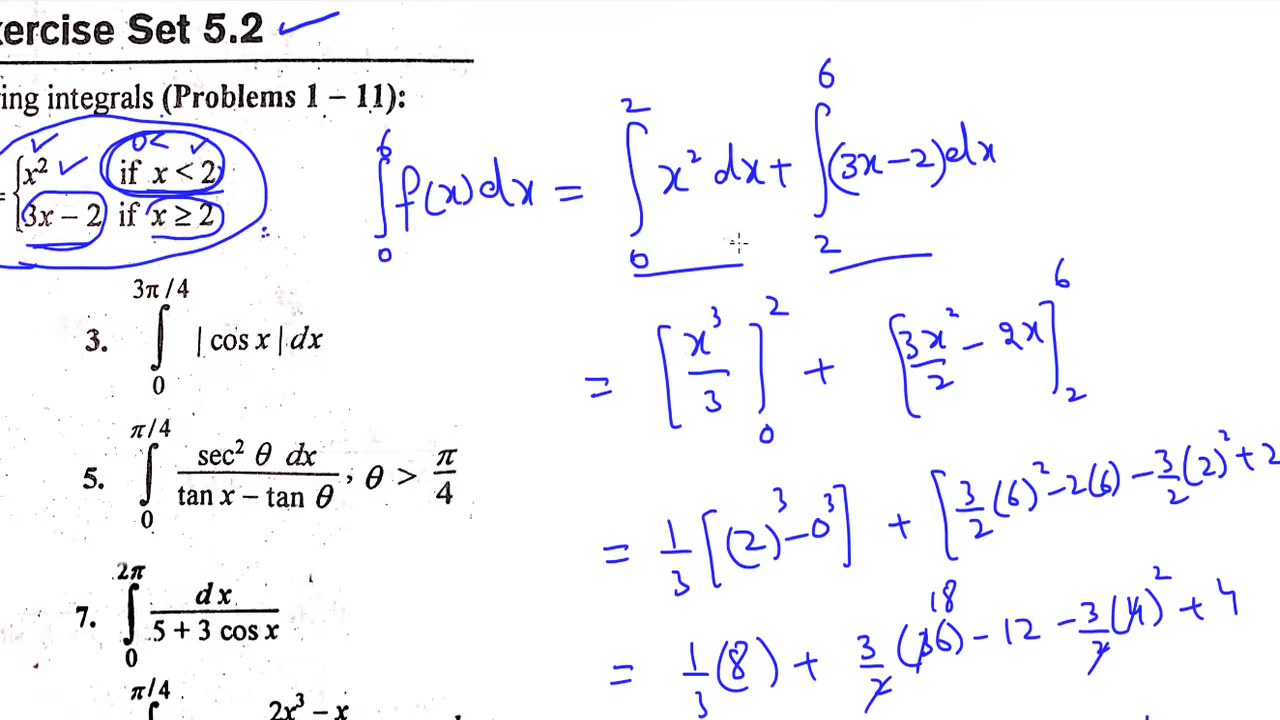 ercise Set 5.2 ✓
ing integrals (Problems 1 – 11):
= { x² if 0< x < 2
3x – 2 if x ≥ 2
∫₀⁶ f(x)dx = ∫₀² x² dx + ∫₂⁶ (3x – 2)dx
= [x³/3]₀² + [3x²/2 – 2x]₂⁶
= 1/3 [(2)³ – 0³] + [3/2 (6)² – 2(6) – 3/2 (2)² + 2
= 1/3 (8) + 3/2 (36) 18 – 12 – 3/2 (4)² + 4
3. ∫₀^{3π/4} | cos x | dx
5. ∫₀^{π/4} sec² θ dx / tan x – tan θ , θ > π/4
7. ∫₀^{2π} dx / 5 + 3 cos x
π/4 ∫ 2x³ – x